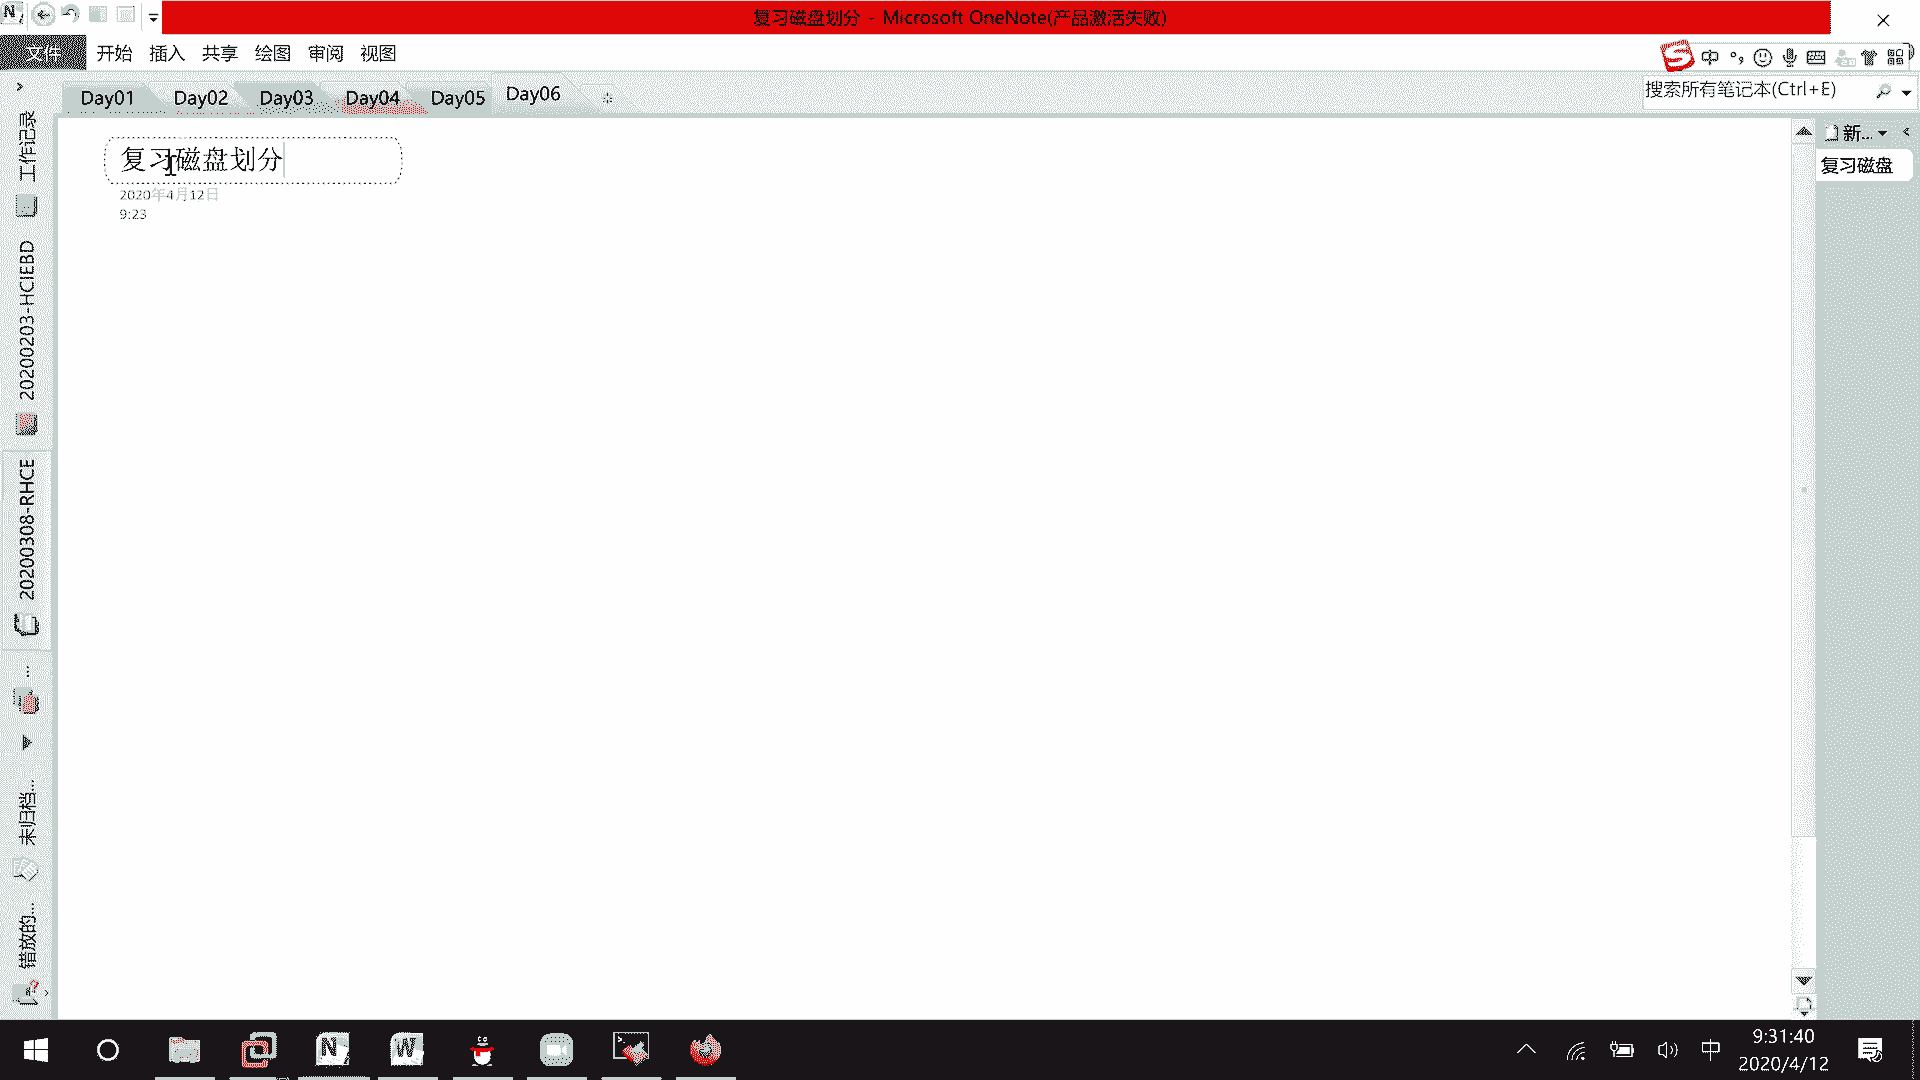 复习磁盘划分 - Microsoft OneNote(产品激活失败)
文件 开始 插入 共享 绘图 审阅 视图
中
Day01 Day02 Day03 Day04 Day05 Day06
搜索所有笔记本(Ctrl+E)
工作记录
20200203-HCIEBD
20200308-RHCE
...
未归档...
错放的...
复习磁盘划分
2020年4月12日
9:23
新...
复习磁盘
中
9:31:40
2020/4/12